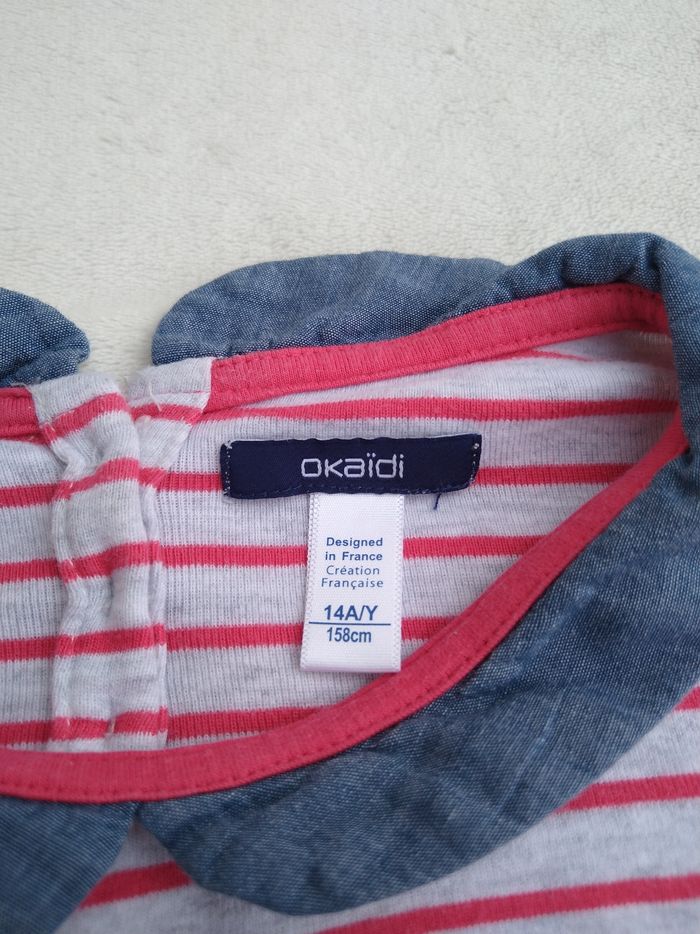 okaïdi
Designed
in France
Création
Française
14A/Y
158cm